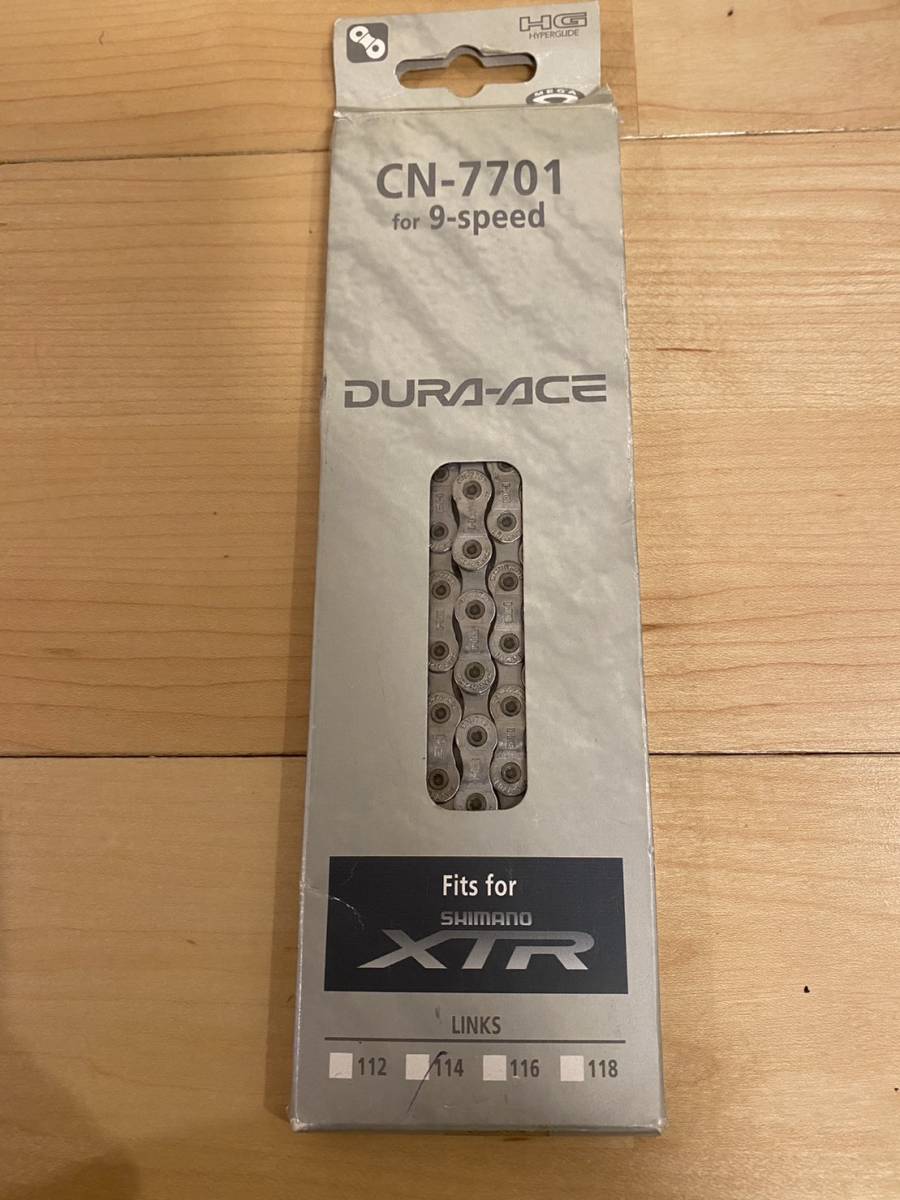 HG
HYPERGLIDE
MEGA
CN-7701
for 9-speed
DURA-ACE
Fits for
SHIMANO
XTR
LINKS
112 114 116 118